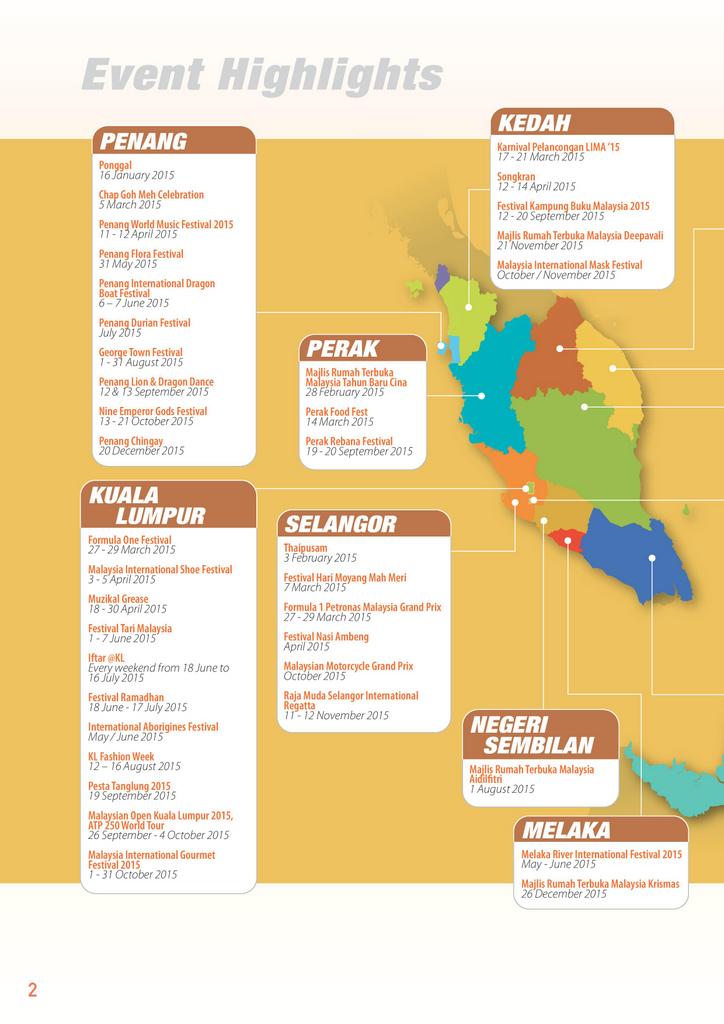 Event Highlights
PENANG
Ponggal
16 January 2015
Chap Goh Meh Celebration
5 March 2015
Penang World Music Festival 2015
11 - 12 April 2015
Penang Flora Festival
31 May 2015
Penang International Dragon
Boat Festival
6 – 7 June 2015
Penang Durian Festival
July 2015
George Town Festival
1 - 31 August 2015
Penang Lion & Dragon Dance
12 & 13 September 2015
Nine Emperor Gods Festival
13 - 21 October 2015
Penang Chingay
20 December 2015
KEDAH
Karnival Pelancongan LIMA ’15
17 - 21 March 2015
Songkran
12 - 14 April 2015
Festival Kampung Buku Malaysia 2015
12 - 20 September 2015
Majlis Rumah Terbuka Malaysia Deepavali
21 November 2015
Malaysia International Mask Festival
October / November 2015
PERAK
Majlis Rumah Terbuka
Malaysia Tahun Baru Cina
28 February 2015
Perak Food Fest
14 March 2015
Perak Rebana Festival
19 - 20 September 2015
KUALA
LUMPUR
Formula One Festival
27 - 29 March 2015
Malaysia International Shoe Festival
3 - 5 April 2015
Muzikal Grease
18 - 30 April 2015
Festival Tari Malaysia
1 - 7 June 2015
Iftar @KL
Every weekend from 18 June to
16 July 2015
Festival Ramadhan
18 June - 17 July 2015
International Aborigines Festival
May / June 2015
KL Fashion Week
12 – 16 August 2015
Pesta Tanglung 2015
19 September 2015
Malaysian Open Kuala Lumpur 2015,
ATP 250 World Tour
26 September - 4 October 2015
Malaysia International Gourmet
Festival 2015
1 - 31 October 2015
SELANGOR
Thaipusam
3 February 2015
Festival Hari Moyang Mah Meri
7 March 2015
Formula 1 Petronas Malaysia Grand Prix
27 - 29 March 2015
Festival Nasi Ambeng
April 2015
Malaysian Motorcycle Grand Prix
October 2015
Raja Muda Selangor International
Regatta
11 - 12 November 2015
NEGERI
SEMBILAN
Majlis Rumah Terbuka Malaysia
Aidilfitri
1 August 2015
MELAKA
Melaka River International Festival 2015
May - June 2015
Majlis Rumah Terbuka Malaysia Krismas
26 December 2015
2